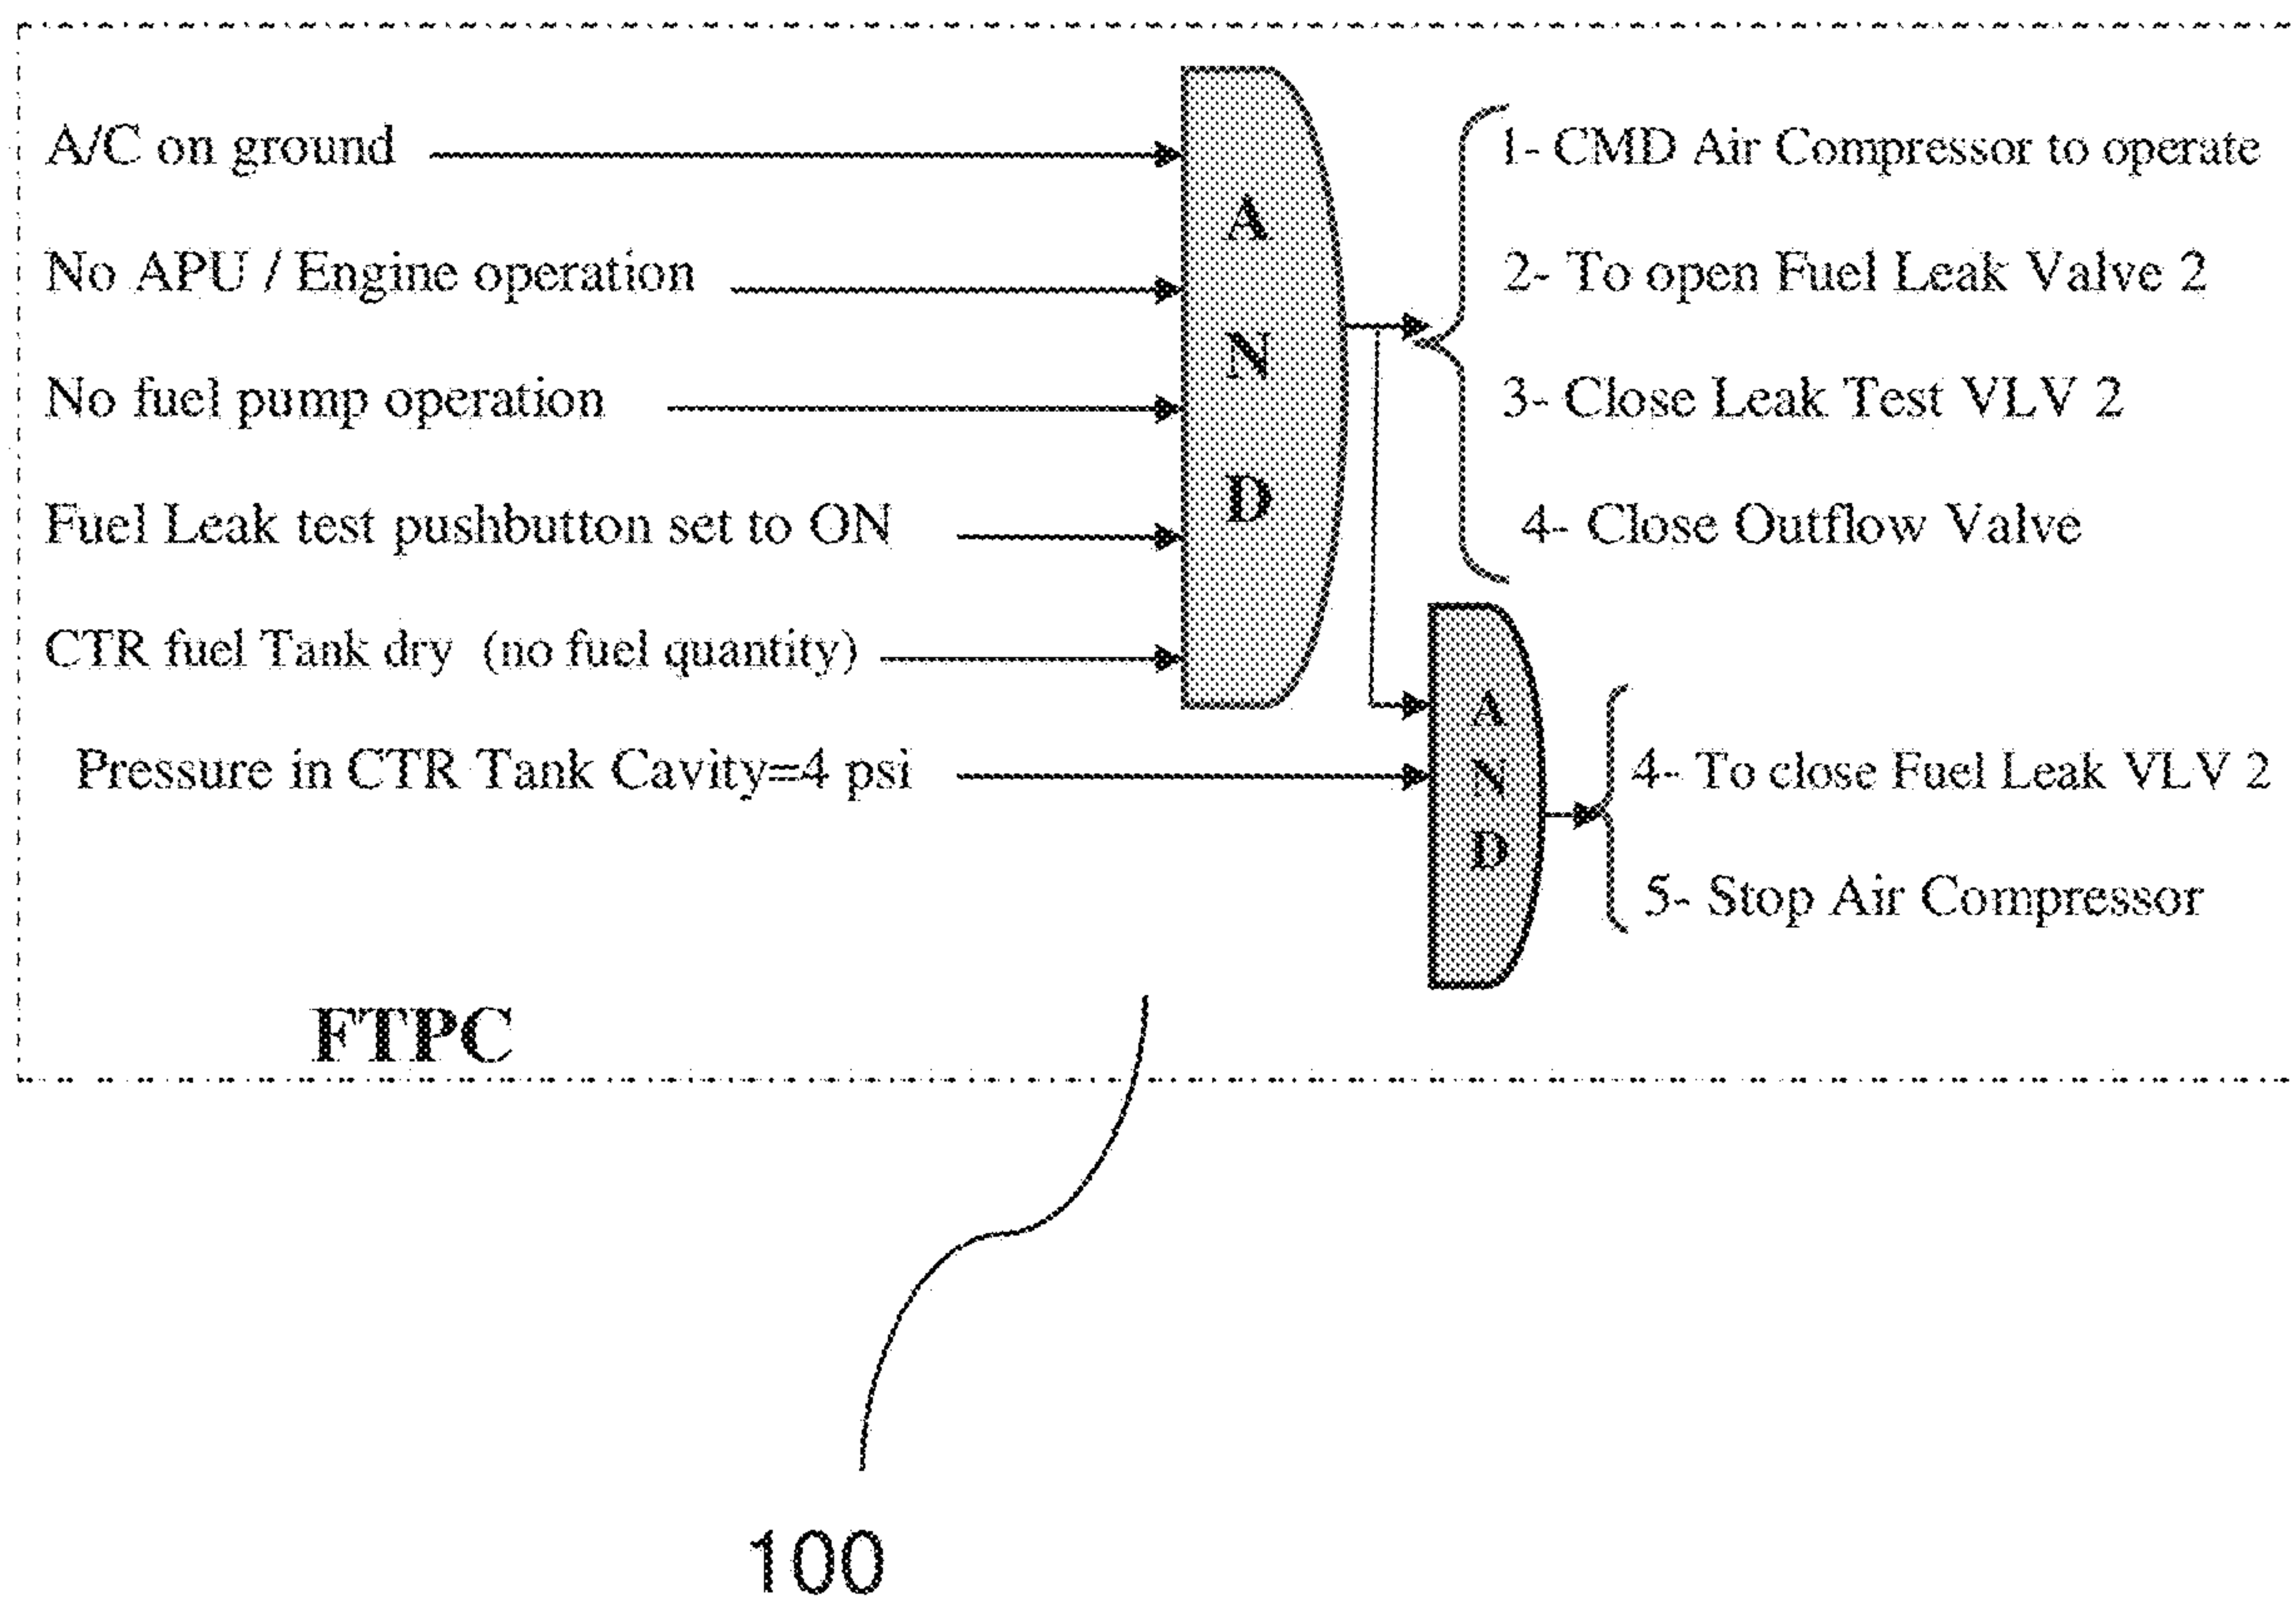 A/C on ground
No APU / Engine operation
No fuel pump operation
Fuel Leak test pushbutton set to ON
CTR fuel Tank dry (no fuel quantity)
Pressure in CTR Tank Cavity=4 psi
A
N
D
1- CMD Air Compressor to operate
2- To open Fuel Leak Valve 2
3- Close Leak Test VLV 2
4- Close Outflow Valve
A
N
D
4- To close Fuel Leak VLV 2
5- Stop Air Compressor
FTPC
100